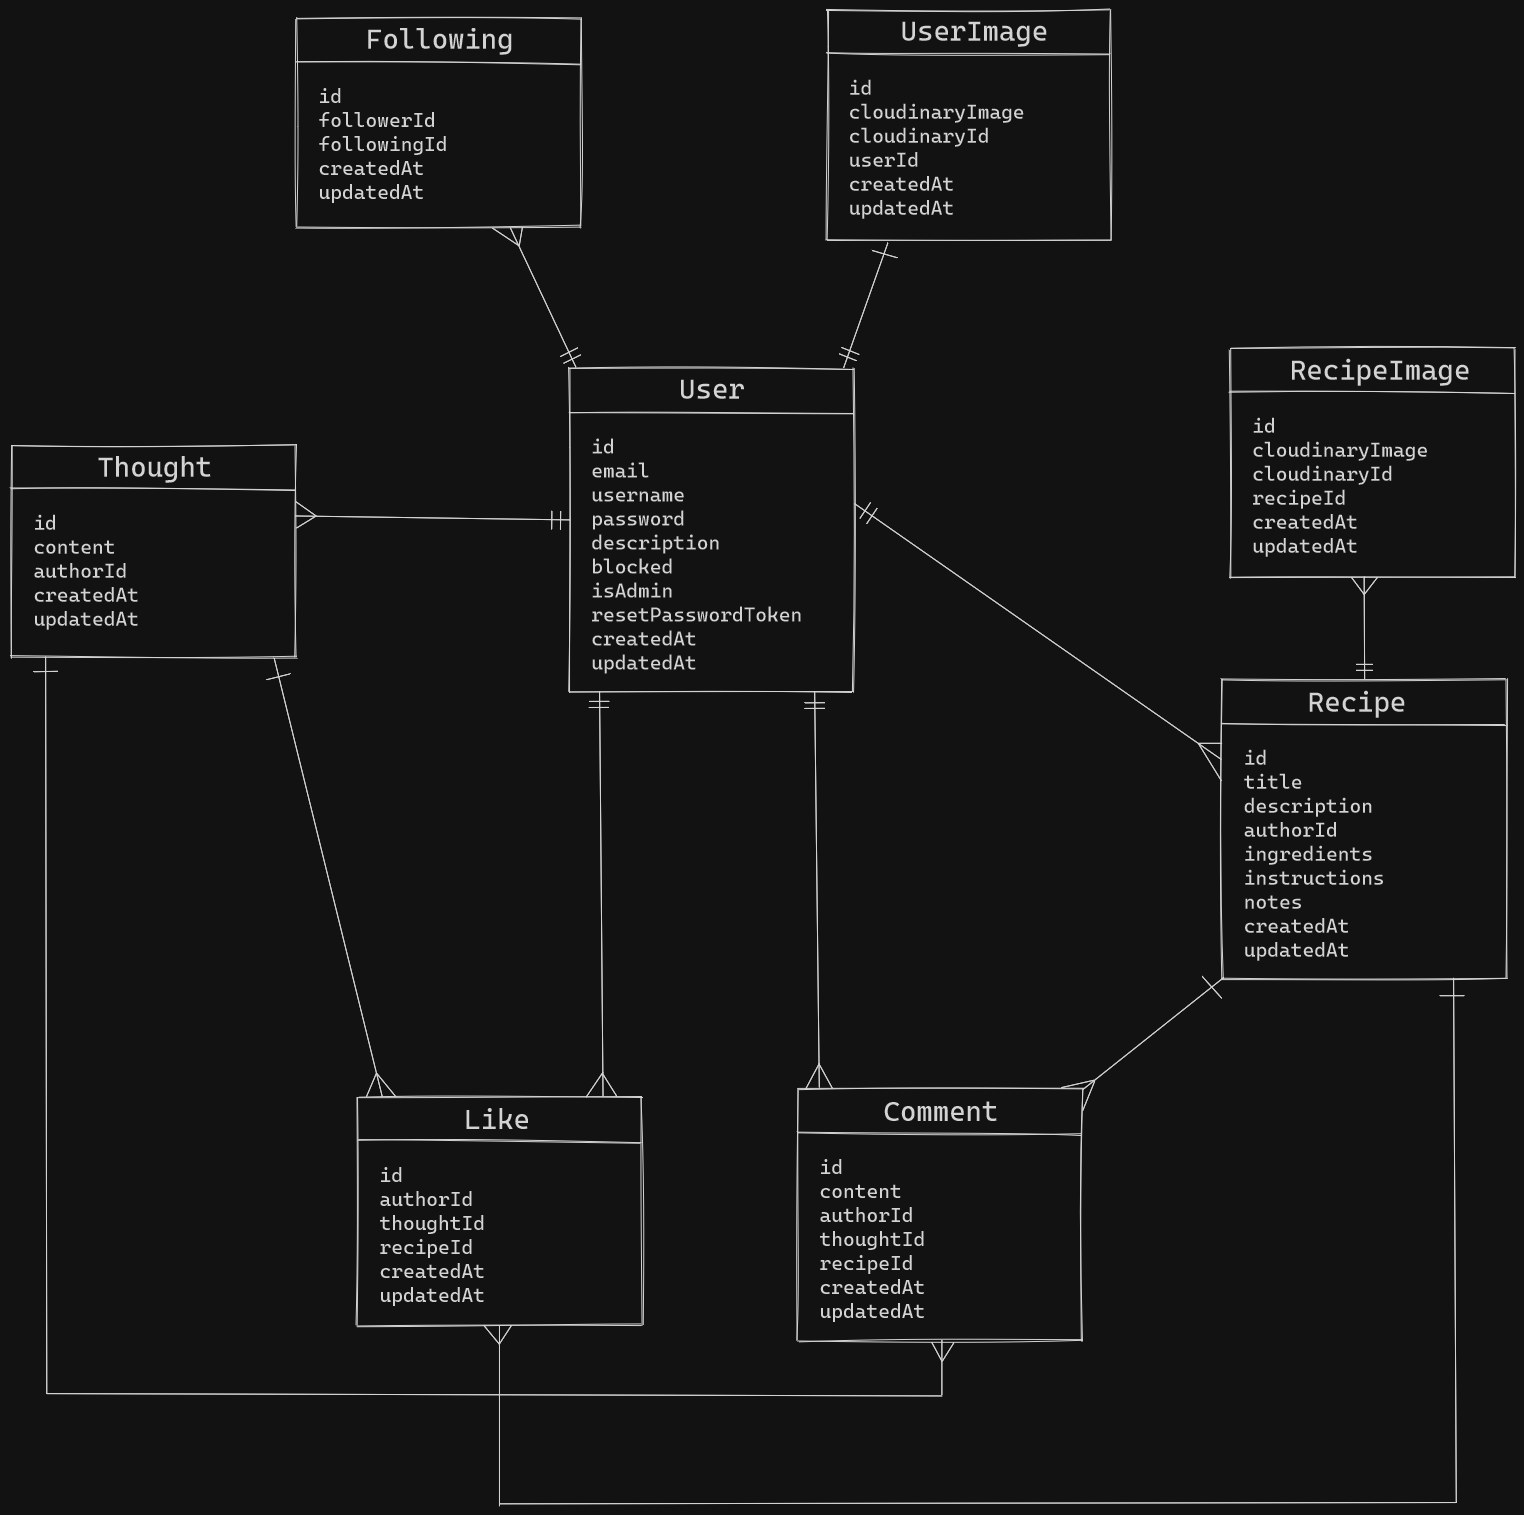 Following
id
followerId
followingId
createdAt
updatedAt
UserImage
id
cloudinaryImage
cloudinaryId
userId
createdAt
updatedAt
User
id
email
username
password
description
blocked
isAdmin
resetPasswordToken
createdAt
updatedAt
RecipeImage
id
cloudinaryImage
cloudinaryId
recipeId
createdAt
updatedAt
Thought
id
content
authorId
createdAt
updatedAt
Recipe
id
title
description
authorId
ingredients
instructions
notes
createdAt
updatedAt
Like
id
authorId
thoughtId
recipeId
createdAt
updatedAt
Comment
id
content
authorId
thoughtId
recipeId
createdAt
updatedAt